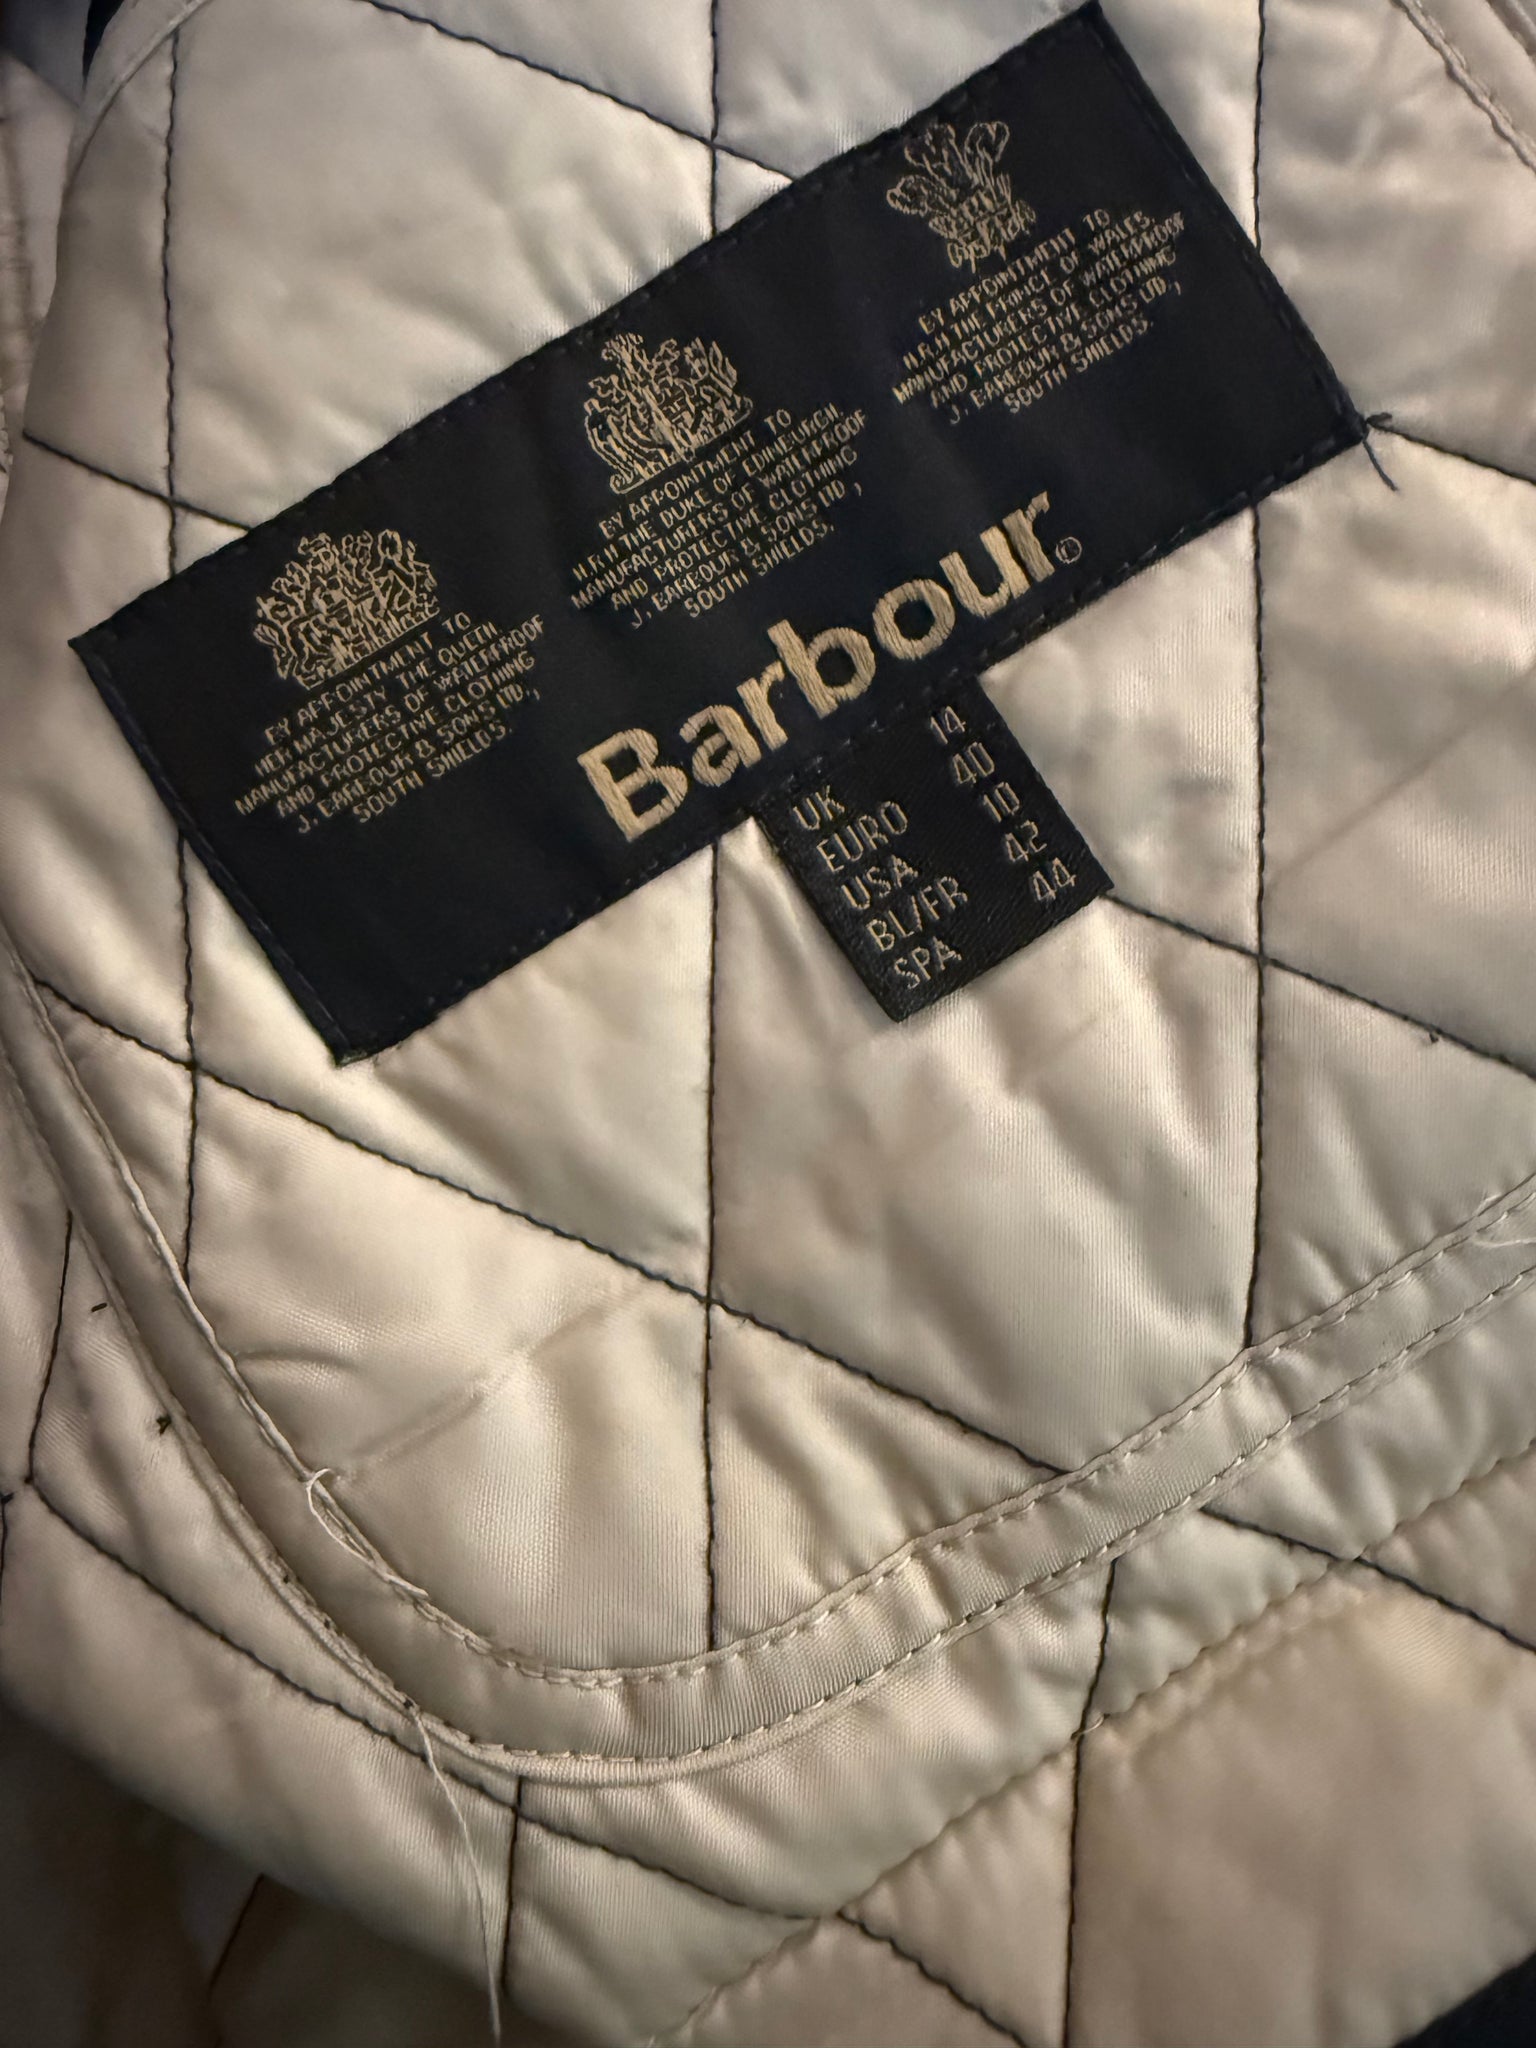 BY APPOINTMENT TO
HER MAJESTY THE QUEEN
MANUFACTURERS OF WATERPROOF
AND PROTECTIVE CLOTHING
J. BARBOUR & SONS LTD.,
SOUTH SHIELDS.
BY APPOINTMENT TO
H.R.H THE DUKE OF EDINBURGH.
MANUFACTURERS OF WATERPROOF
AND PROTECTIVE CLOTHING
J. BARBOUR & SONS LTD,
SOUTH SHIELDS.
BY APPOINTMENT TO
H.R.H THE PRINCE OF WALES.
MANUFACTURERS OF WATERPROOF
AND PROTECTIVE CLOTHING
J. BARBOUR & SONS LTD,
SOUTH SHIELDS.
Barbour®
UK 14
EURO 40
USA 10
BL/FR 42
SPA 44